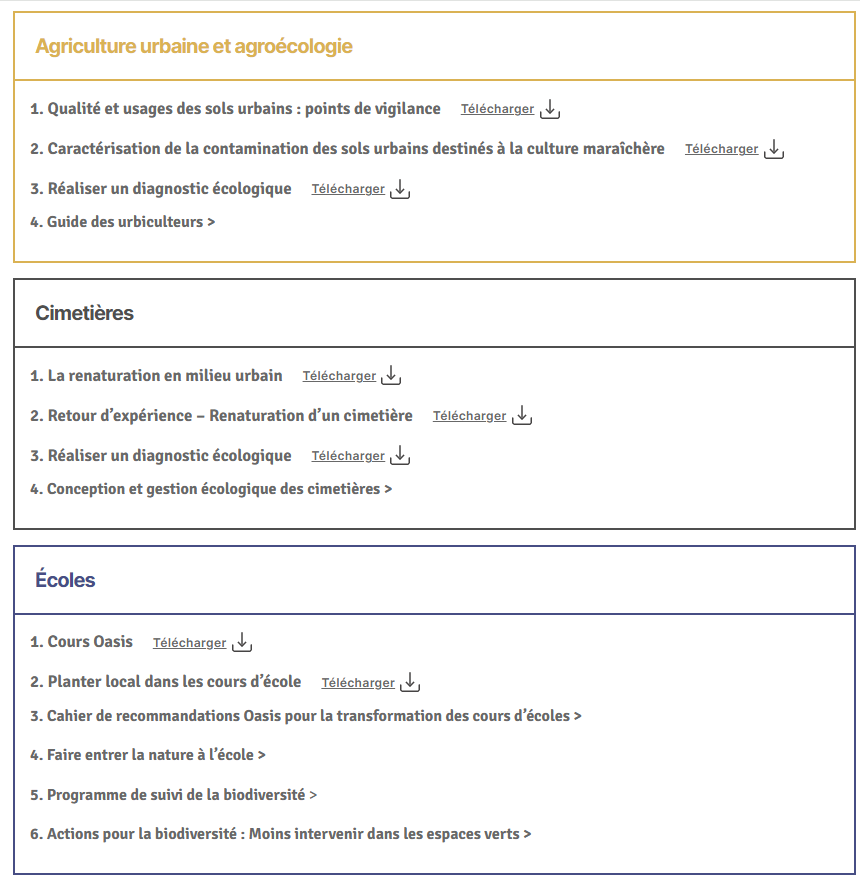 Agriculture urbaine et agroécologie
1. Qualité et usages des sols urbains : points de vigilance Télécharger
2. Caractérisation de la contamination des sols urbains destinés à la culture maraîchère Télécharger
3. Réaliser un diagnostic écologique Télécharger
4. Guide des urbiculteurs >
Cimetières
1. La renaturation en milieu urbain Télécharger
2. Retour d’expérience – Renaturation d’un cimetière Télécharger
3. Réaliser un diagnostic écologique Télécharger
4. Conception et gestion écologique des cimetières >
Écoles
1. Cours Oasis Télécharger
2. Planter local dans les cours d’école Télécharger
3. Cahier de recommandations Oasis pour la transformation des cours d’écoles >
4. Faire entrer la nature à l’école >
5. Programme de suivi de la biodiversité >
6. Actions pour la biodiversité : Moins intervenir dans les espaces verts >